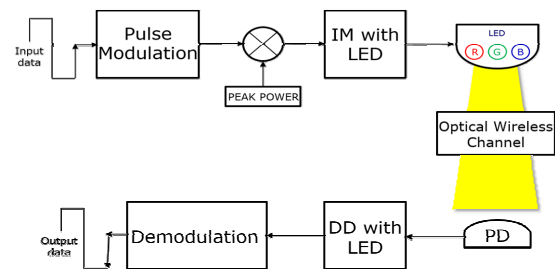 Input
data
Pulse
Modulation
PEAK POWER
IM with
LED
LED
R G B
Optical Wireless
Channel
PD
DD with
LED
Demodulation
Output
data